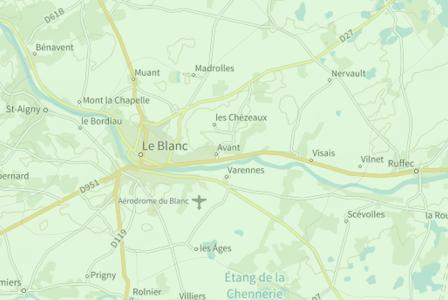 D618
D27
Bénavent
Muant
Madrolles
Nervault
Mont la Chapelle
St-Aigny
le Bordiau
les Chézeaux
Le Blanc
Avant
Visais
Vilnet
Ruffec
Varennes
bernard
D951
Aérodrome du Blanc
Scévolles
la Rou
D119
les Âges
Prigny
Étang de la
Chennerie
miers
Rolnier
Villiers
07